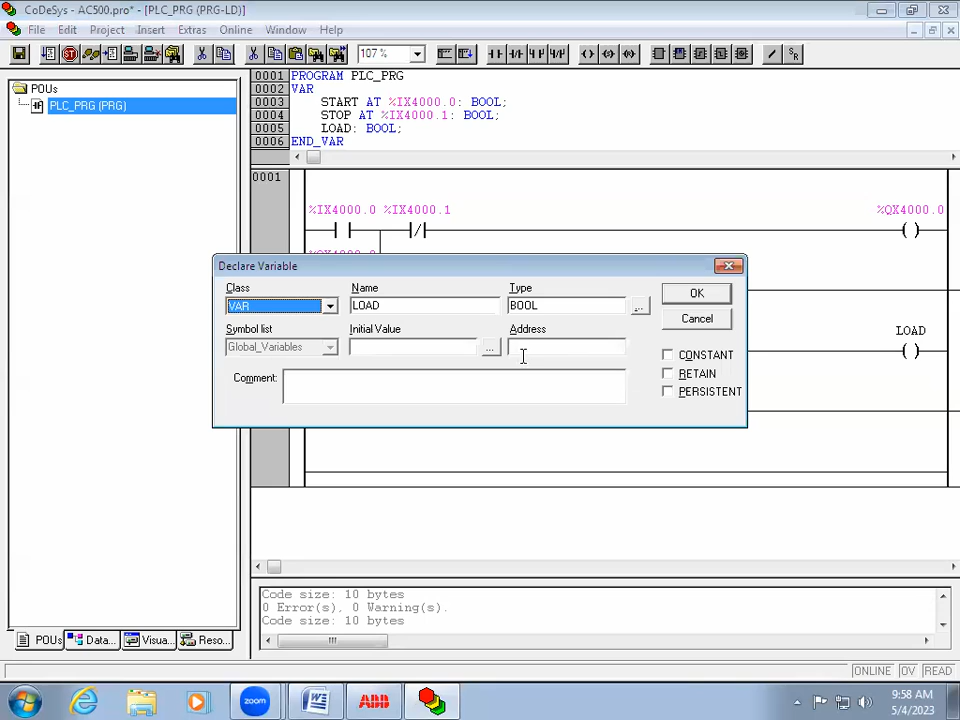 CoDeSys - AC500.pro* - [PLC_PRG (PRG-LD)]
File Edit Project Insert Extras Online Window Help
107 %
POUs
PLC_PRG (PRG)
0001 PROGRAM PLC_PRG
0002 VAR
0003 START AT %IX4000.0: BOOL;
0004 STOP AT %IX4000.1: BOOL;
0005 LOAD: BOOL;
0006 END_VAR
0001
%IX4000.0 %IX4000.1 %QX4000.0
Declare Variable
Class Name Type
VAR LOAD BOOL ... OK
Symbol list Initial Value Address Cancel
Global_Variables ...
CONSTANT
Comment: RETAIN
PERSISTENT
LOAD
Code size: 10 bytes
0 Error(s), 0 Warning(s).
Code size: 10 bytes
POUs Data... Visua... Reso...
ONLINE OV READ
zoom ABB
9:58 AM
5/4/2023